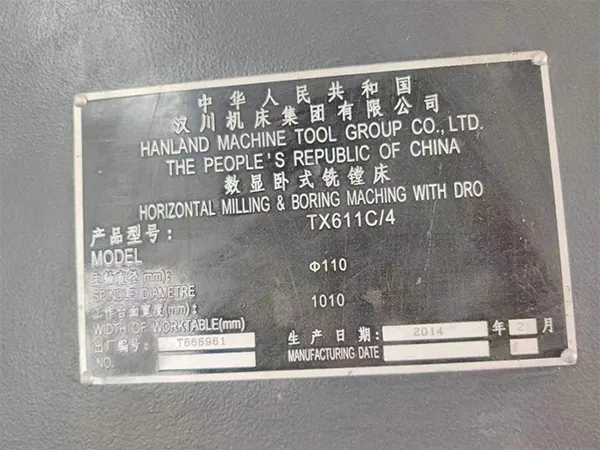 中华人民共和国
汉川机床集团有限公司
HANLAND MACHINE TOOL GROUP CO.,LTD.
THE PEOPLE'S REPUBLIC OF CHINA
数显卧式铣镗床
HORIZONTAL MILLING & BORING MACHING WITH DRO
产品型号: TX611C/4
MODEL
主轴直径(mm): Φ110
SPINDLE DIAMETRE
工作台面宽度(mm): 1010
WIDTH OF WORKTABLE(mm)
出厂编号: T666961 生产日期: 2014 年 2 月
NO. MANUFACTURING DATE